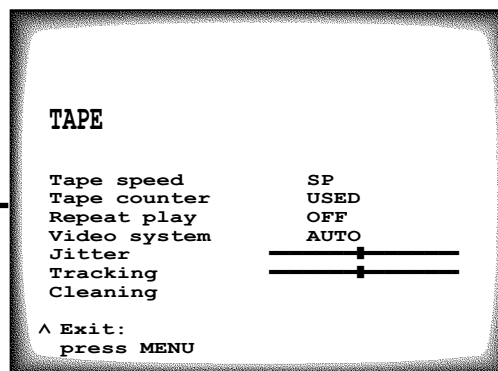 TAPE
Tape speed SP
Tape counter USED
Repeat play OFF
Video system AUTO
Jitter
Tracking
Cleaning
^ Exit:
press MENU